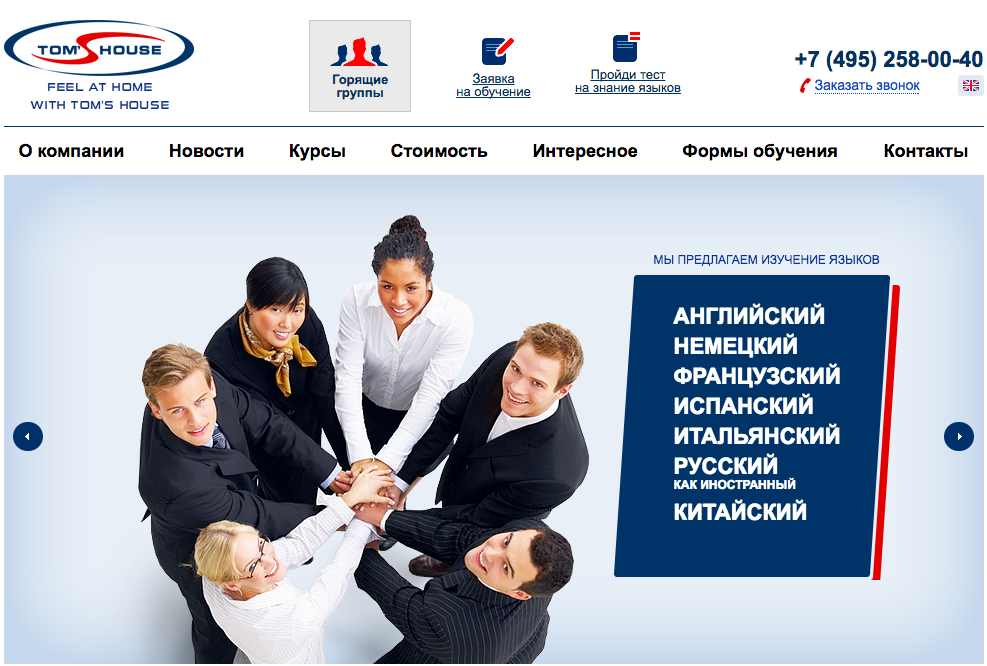 TOM'S HOUSE
FEEL AT HOME
WITH TOM'S HOUSE
Горящие
группы
Заявка
на обучение
Пройди тест
на знание языков
+7 (495) 258-00-40
Заказать звонок
О компании Новости Курсы Стоимость Интересное Формы обучения Контакты
МЫ ПРЕДЛАГАЕМ ИЗУЧЕНИЕ ЯЗЫКОВ
АНГЛИЙСКИЙ
НЕМЕЦКИЙ
ФРАНЦУЗСКИЙ
ИСПАНСКИЙ
ИТАЛЬЯНСКИЙ
РУССКИЙ
КАК ИНОСТРАННЫЙ
КИТАЙСКИЙ